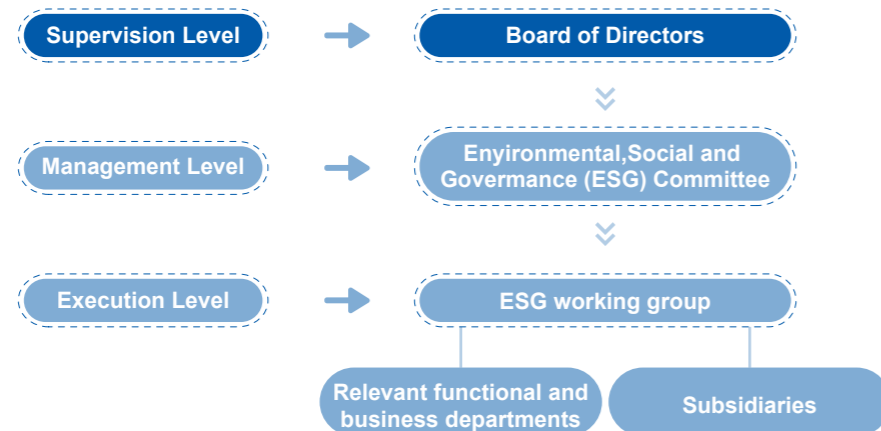 Supervision Level
Board of Directors
Management Level
Enyironmental,Social and
Govermance (ESG) Committee
Execution Level
ESG working group
Relevant functional and
business departments
Subsidiaries